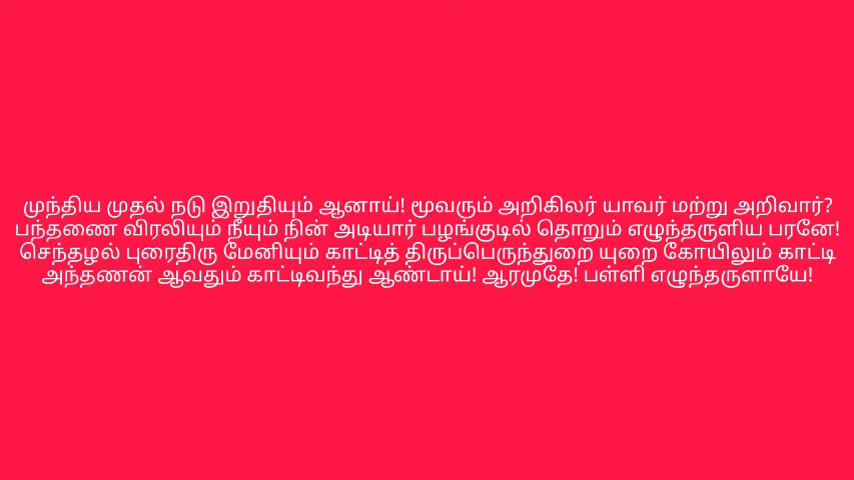 முந்திய முதல் நடு இறுதியும் ஆனாய்! மூவரும் அறிகிலர் யாவர் மற்று அறிவார்?
பந்தணை விரலியும் நீயும் நின் அடியார் பழங்குடில் தொறும் எழுந்தருளிய பரனே!
செந்தழல் புரைதிரு மேனியும் காட்டித் திருப்பெருந்துறை யுறை கோயிலும் காட்டி
அந்தணன் ஆவதும் காட்டிவந்து ஆண்டாய்! ஆரமுதே! பள்ளி எழுந்தருளாயே!